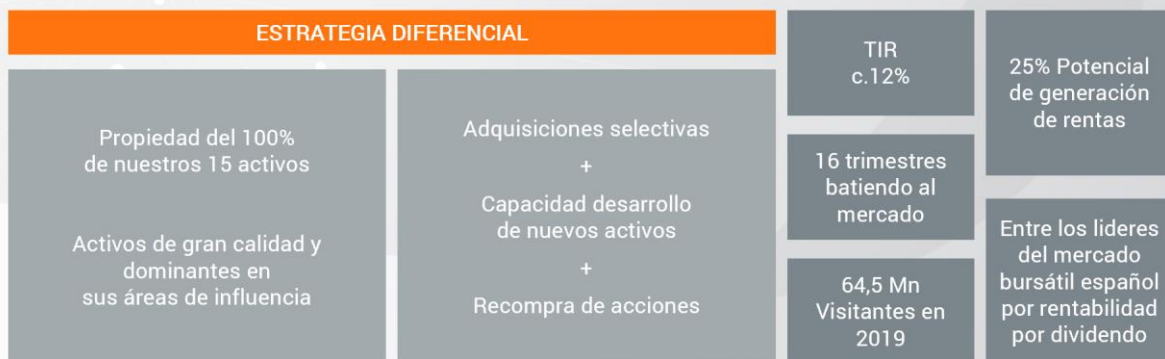 ESTRATEGIA DIFERENCIAL
Propiedad del 100%
de nuestros 15 activos
Activos de gran calidad y
dominantes en
sus áreas de influencia
Adquisiciones selectivas
+
Capacidad desarrollo
de nuevos activos
+
Recompra de acciones
TIR
c.12%
16 trimestres
batiendo al
mercado
64,5 Mn
Visitantes en
2019
25% Potencial
de generación
de rentas
Entre los lideres
del mercado
bursátil español
por rentabilidad
por dividendo